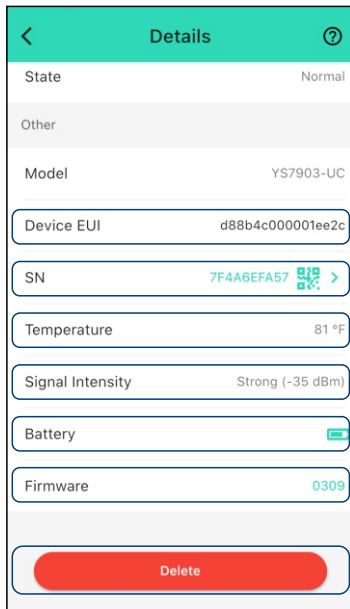 Details
State Normal
Other
Model YS7903-UC
Device EUI d88b4c000001ee2c
SN 7F4A6EFA57
Temperature 81 °F
Signal Intensity Strong (-35 dBm)
Battery
Firmware 0309
Delete